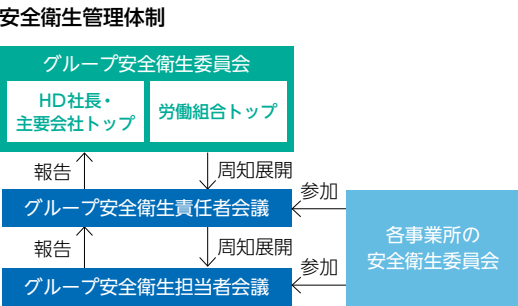 安全衛生管理体制
グループ安全衛生委員会
HD社長・
主要会社トップ
労働組合トップ
報告
周知展開
参加
グループ安全衛生責任者会議
各事業所の
安全衛生委員会
報告
周知展開
参加
グループ安全衛生担当者会議